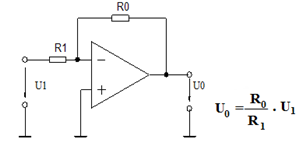 R0
R1
−
+
U1
U0
U₀ = R₀/R₁ · U₁